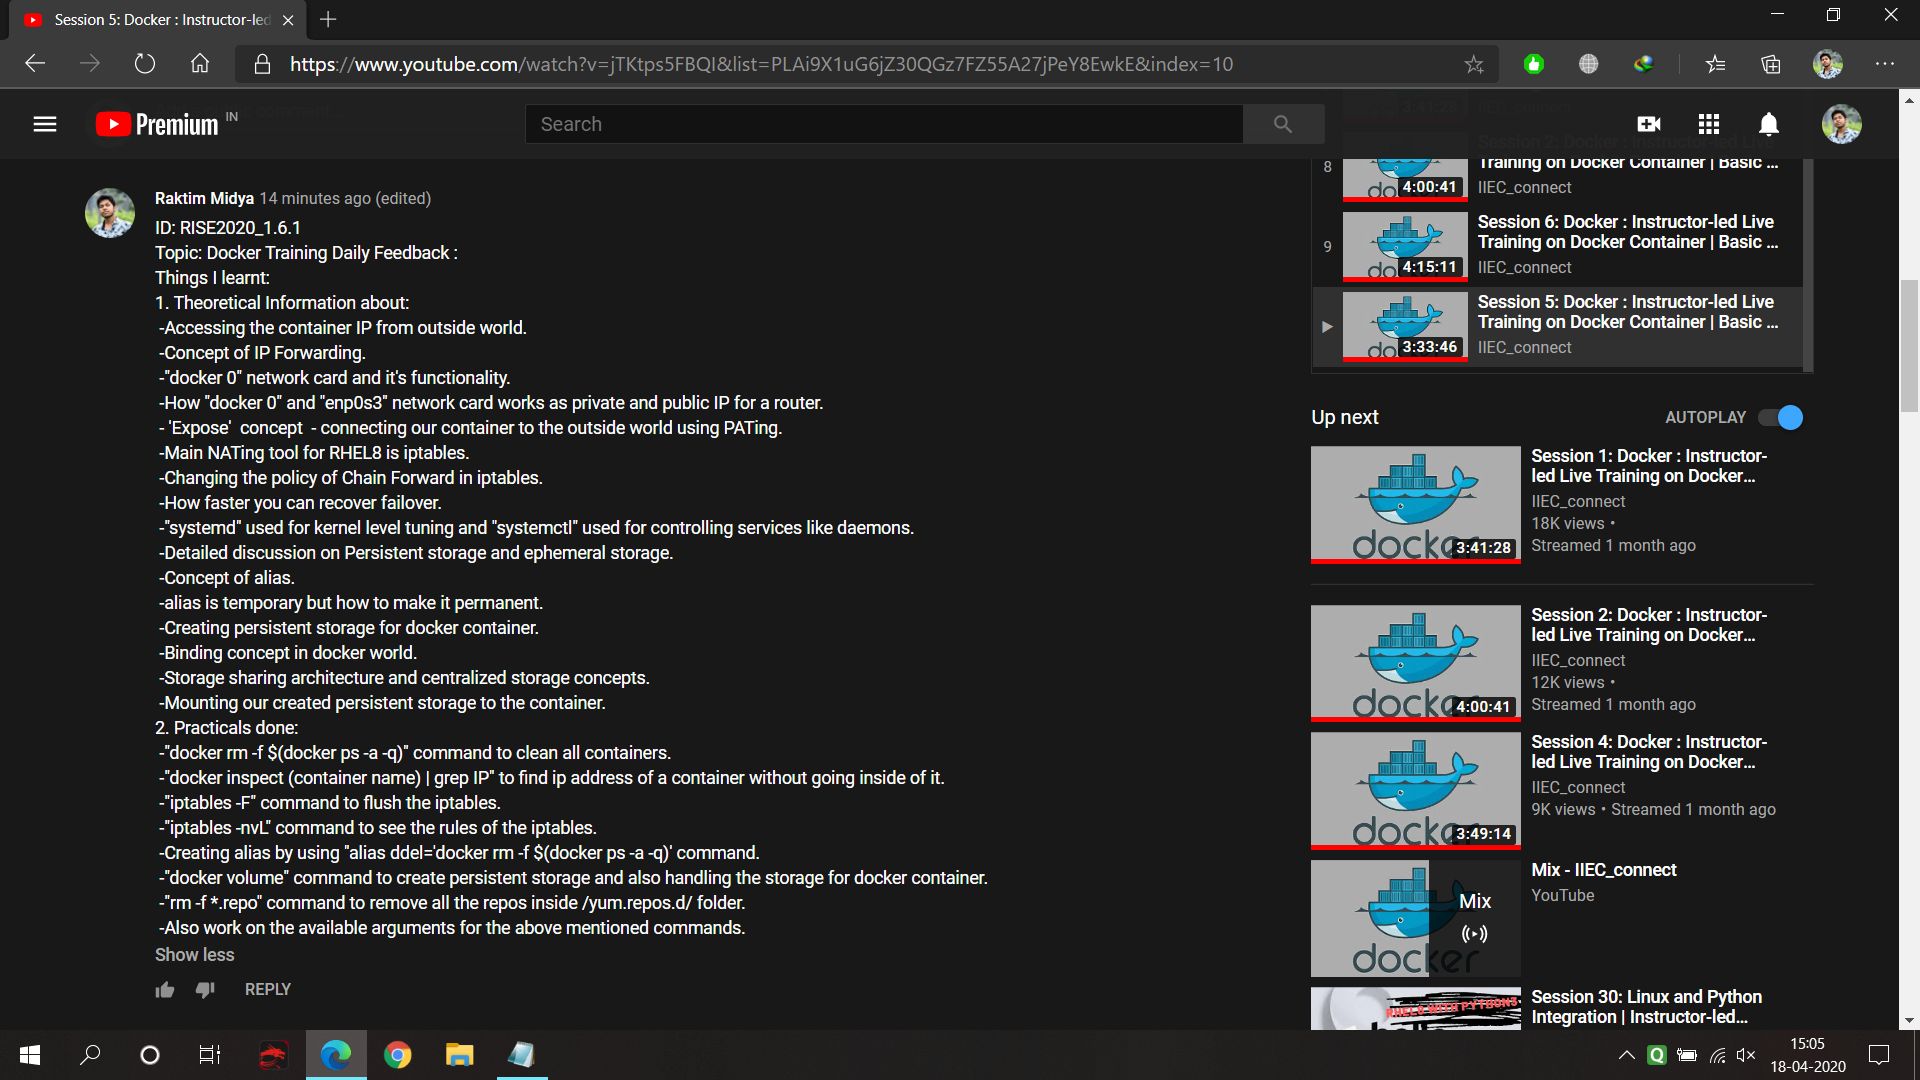 Session 5: Docker : Instructor-led
https://www.youtube.com/watch?v=jTKtps5FBQI&list=PLAi9X1uG6jZ30QGz7FZ55A27jPeY8EwkE&index=10
Premium IN
Search
Raktim Midya 14 minutes ago (edited)
ID: RISE2020_1.6.1
Topic: Docker Training Daily Feedback :
Things I learnt:
1. Theoretical Information about:
-Accessing the container IP from outside world.
-Concept of IP Forwarding.
-"docker 0" network card and it's functionality.
-How "docker 0" and "enp0s3" network card works as private and public IP for a router.
- 'Expose'  concept  - connecting our container to the outside world using PATing.
-Main NATing tool for RHEL8 is iptables.
-Changing the policy of Chain Forward in iptables.
-How faster you can recover failover.
-"systemd" used for kernel level tuning and "systemctl" used for controlling services like daemons.
-Detailed discussion on Persistent storage and ephemeral storage.
-Concept of alias.
-alias is temporary but how to make it permanent.
-Creating persistent storage for docker container.
-Binding concept in docker world.
-Storage sharing architecture and centralized storage concepts.
-Mounting our created persistent storage to the container.
2. Practicals done:
-"docker rm -f $(docker ps -a -q)" command to clean all containers.
-"docker inspect (container name) | grep IP" to find ip address of a container without going inside of it.
-"iptables -F" command to flush the iptables.
-"iptables -nvL" command to see the rules of the iptables.
-Creating alias by using "alias ddel='docker rm -f $(docker ps -a -q)' command.
-"docker volume" command to create persistent storage and also handling the storage for docker container.
-"rm -f *.repo" command to remove all the repos inside /yum.repos.d/ folder.
-Also work on the available arguments for the above mentioned commands.
Show less
REPLY
3:41:28
Session 2: Docker : Instructor-led Live
Training on Docker Container | Basic ...
8
4:00:41
IIEC_connect
Session 6: Docker : Instructor-led Live
Training on Docker Container | Basic ...
9
4:15:11
IIEC_connect
Session 5: Docker : Instructor-led Live
Training on Docker Container | Basic ...
3:33:46
IIEC_connect
Up next
AUTOPLAY
Session 1: Docker : Instructor-
led Live Training on Docker...
IIEC_connect
18K views •
Streamed 1 month ago
docker
3:41:28
Session 2: Docker : Instructor-
led Live Training on Docker...
IIEC_connect
12K views •
Streamed 1 month ago
docker
4:00:41
Session 4: Docker : Instructor-
led Live Training on Docker...
IIEC_connect
9K views • Streamed 1 month ago
docker
3:49:14
Mix - IIEC_connect
YouTube
Mix
docker
Session 30: Linux and Python
Integration | Instructor-led...
RHEL8 WITH PYTHON3
15:05
18-04-2020